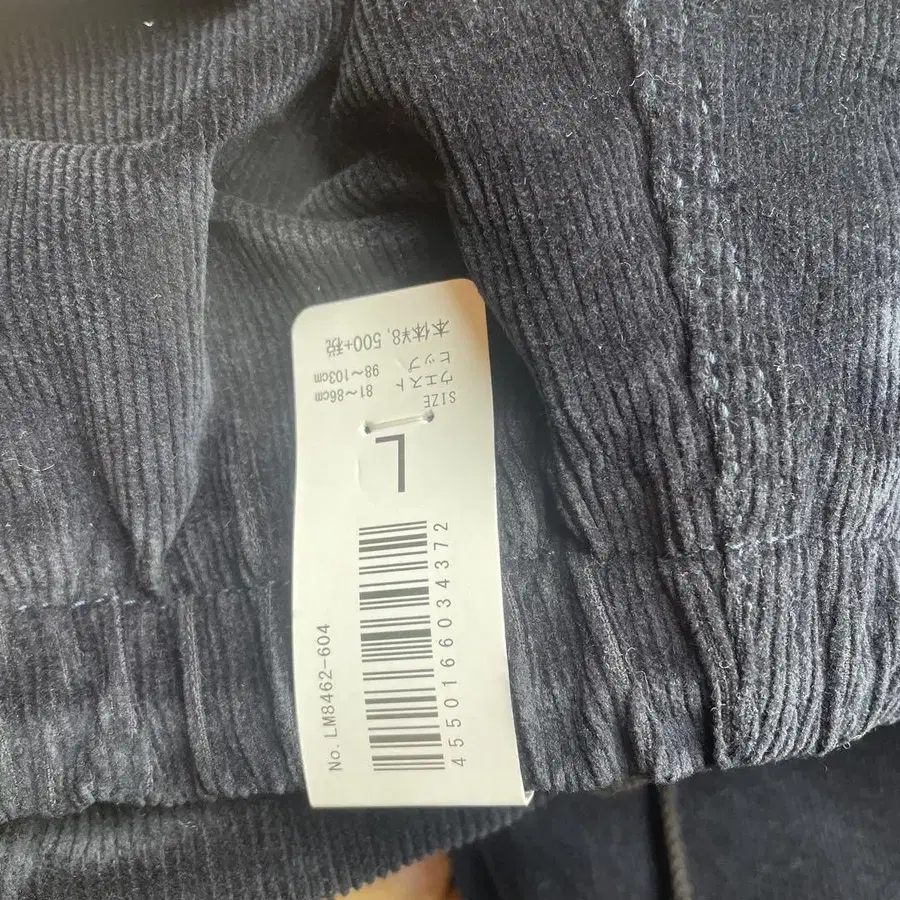 No. LM8462-604
4550166034372
L
SIZE
ウエスト 81〜86cm
ヒップ 98〜103cm
本体¥8,500+税